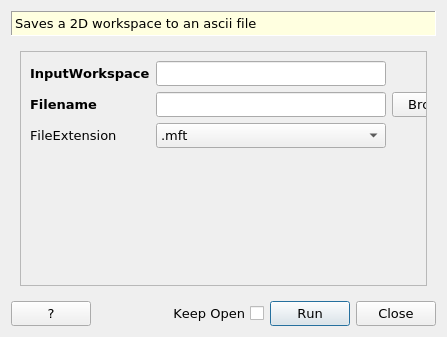 Saves a 2D workspace to an ascii file
InputWorkspace
Filename
Bro
FileExtension .mft
? Keep Open Run Close